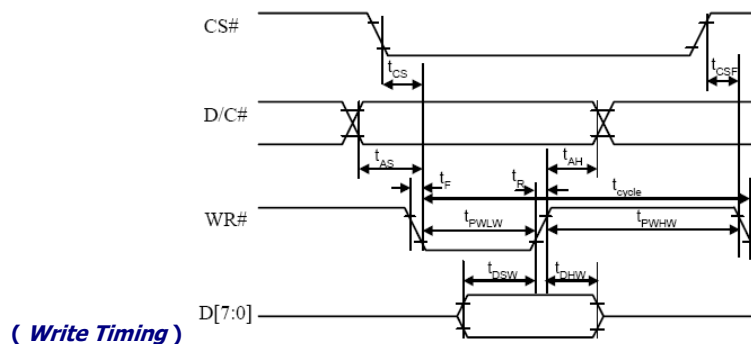 CS#
tCS
tCSF
D/C#
tAS
tAH
tF
tR
tcycle
WR#
tPWLW
tPWHW
tDSW
tDHW
D[7:0]
( Write Timing )